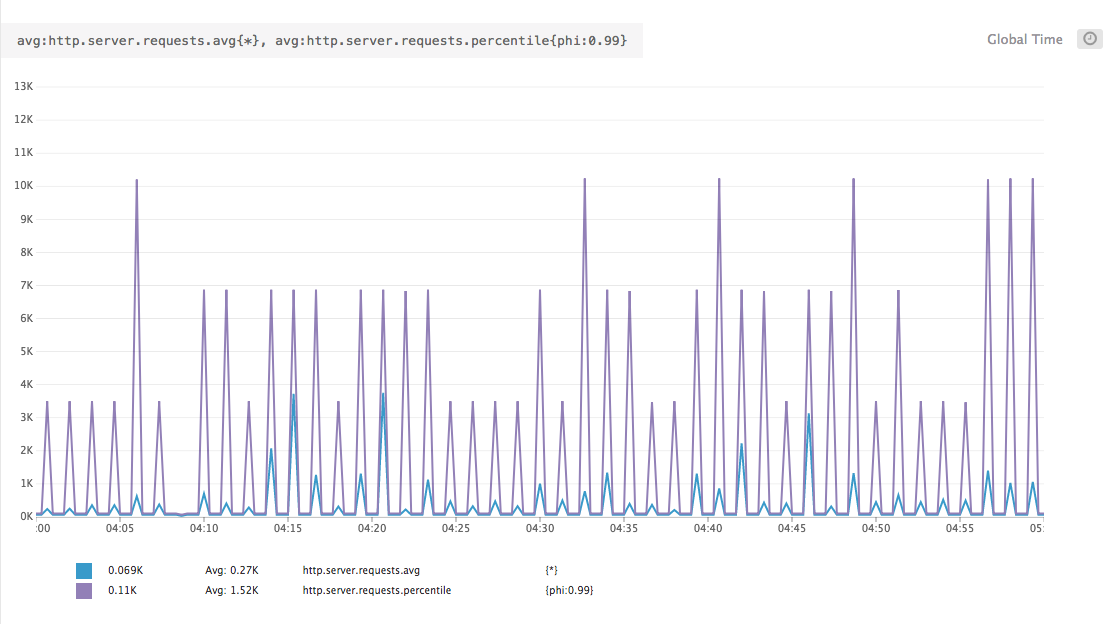 avg:http.server.requests.avg{*}, avg:http.server.requests.percentile{phi:0.99}
Global Time
13K
12K
11K
10K
9K
8K
7K
6K
5K
4K
3K
2K
1K
0K
:00 04:05 04:10 04:15 04:20 04:25 04:30 04:35 04:40 04:45 04:50 04:55 05:
0.069K Avg: 0.27K http.server.requests.avg {*}
0.11K Avg: 1.52K http.server.requests.percentile {phi:0.99}